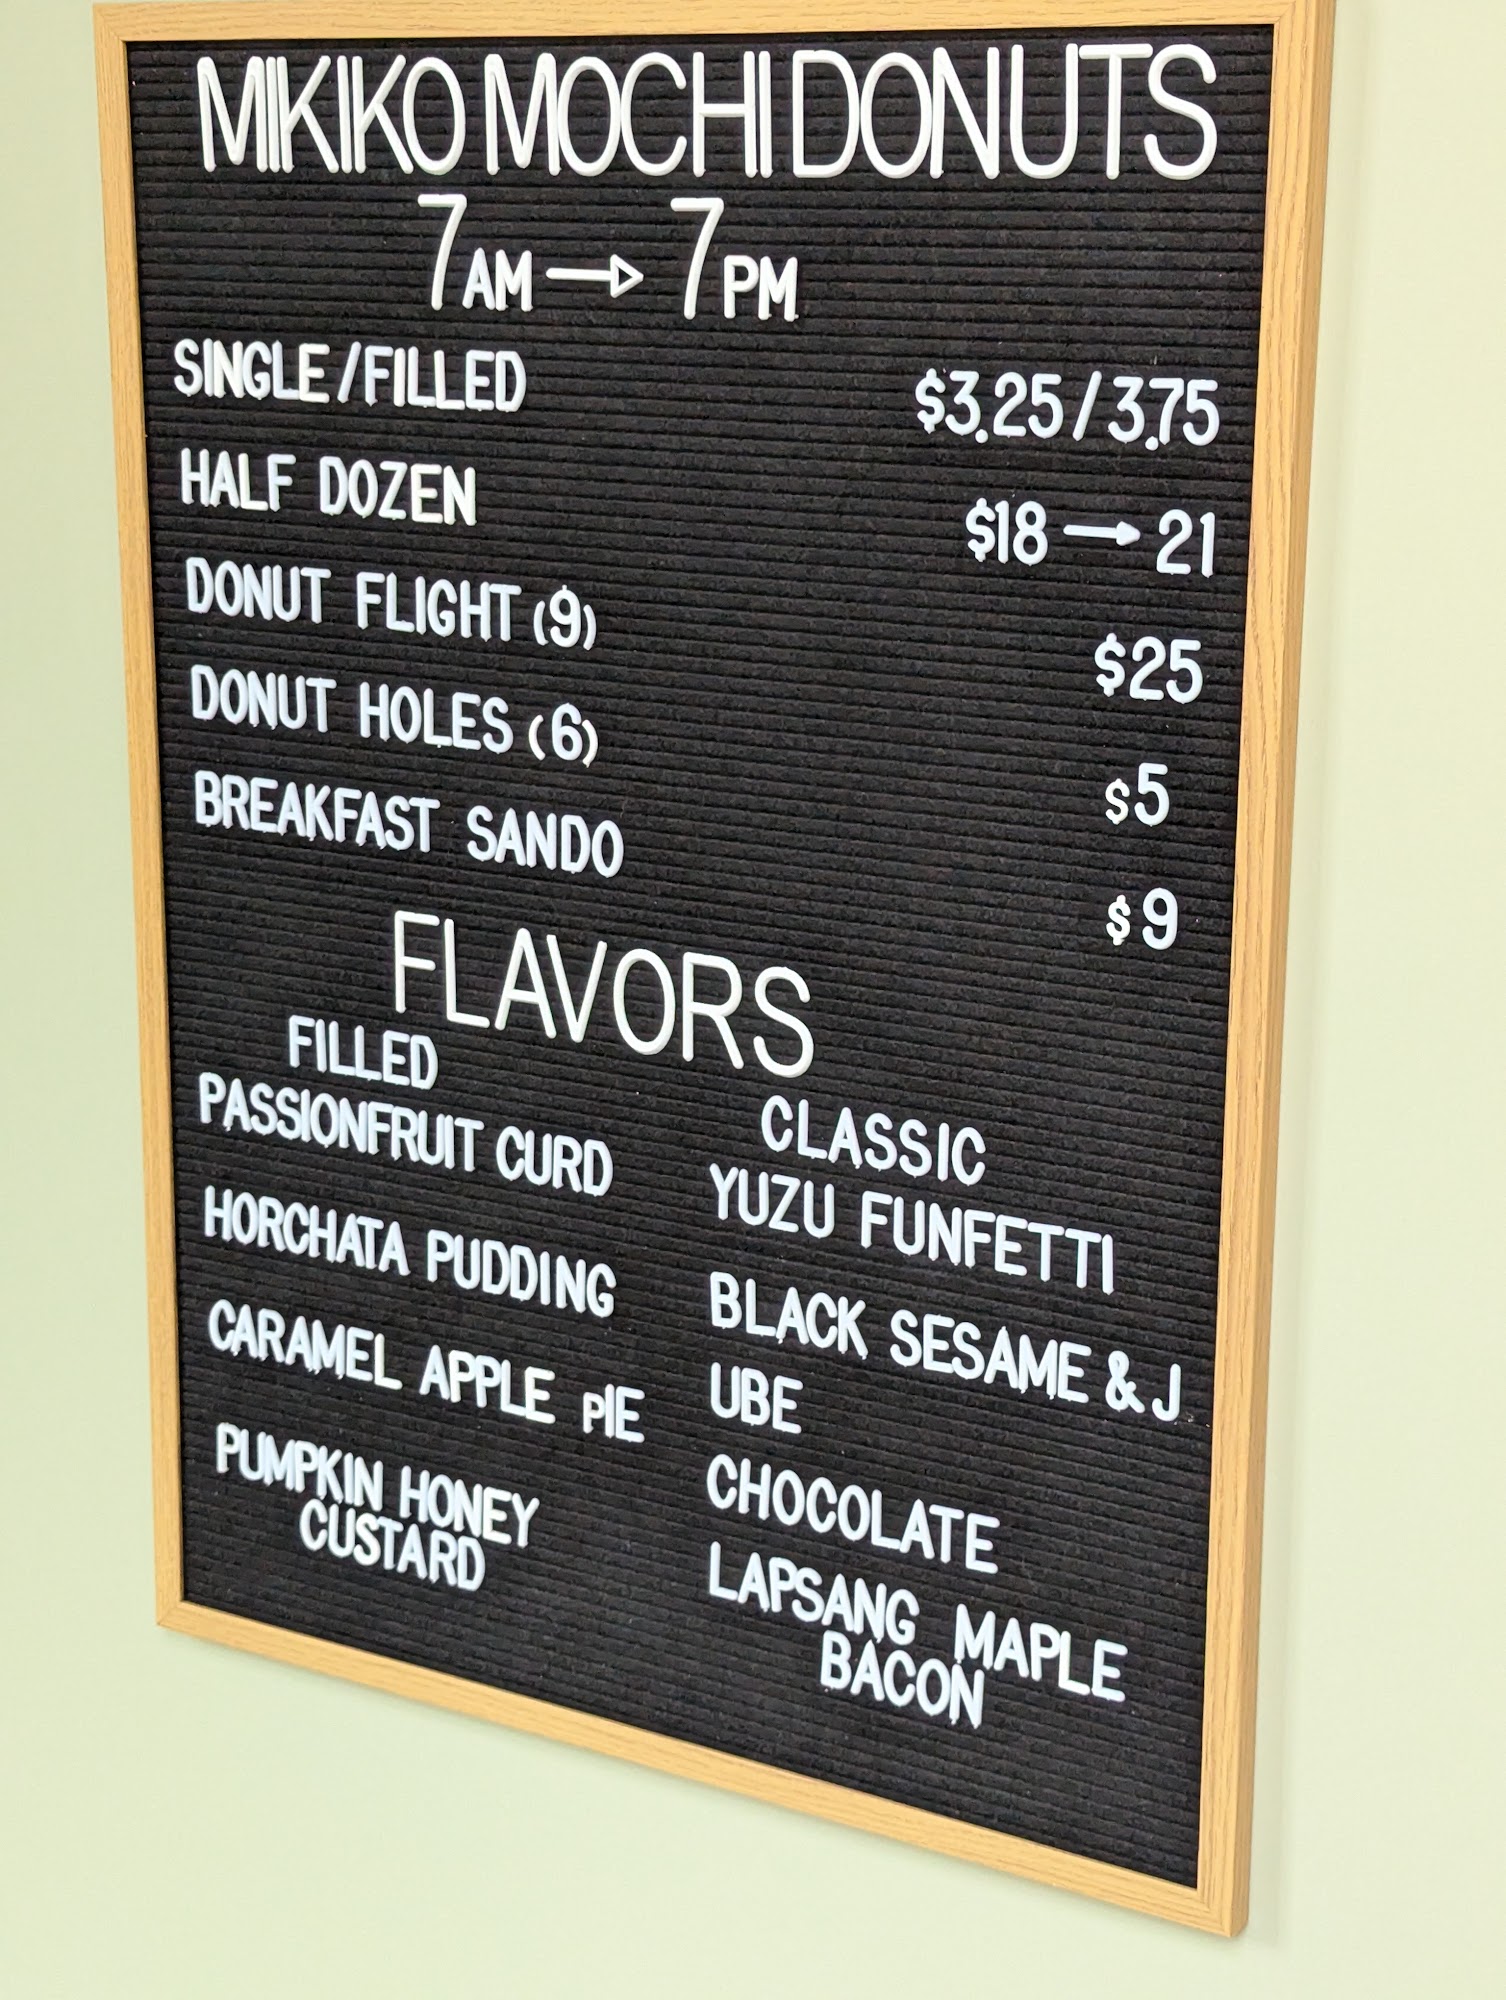 MIKIKO MOCHI DONUTS
7AM → 7PM
SINGLE/FILLED $3.25/3.75
HALF DOZEN $18 → 21
DONUT FLIGHT (9) $25
DONUT HOLES (6) $5
BREAKFAST SANDO $9
FLAVORS
FILLED
PASSIONFRUIT CURD
HORCHATA PUDDING
CARAMEL APPLE PIE
PUMPKIN HONEY
CUSTARD
CLASSIC
YUZU FUNFETTI
BLACK SESAME & J
UBE
CHOCOLATE
LAPSANG MAPLE
BACON